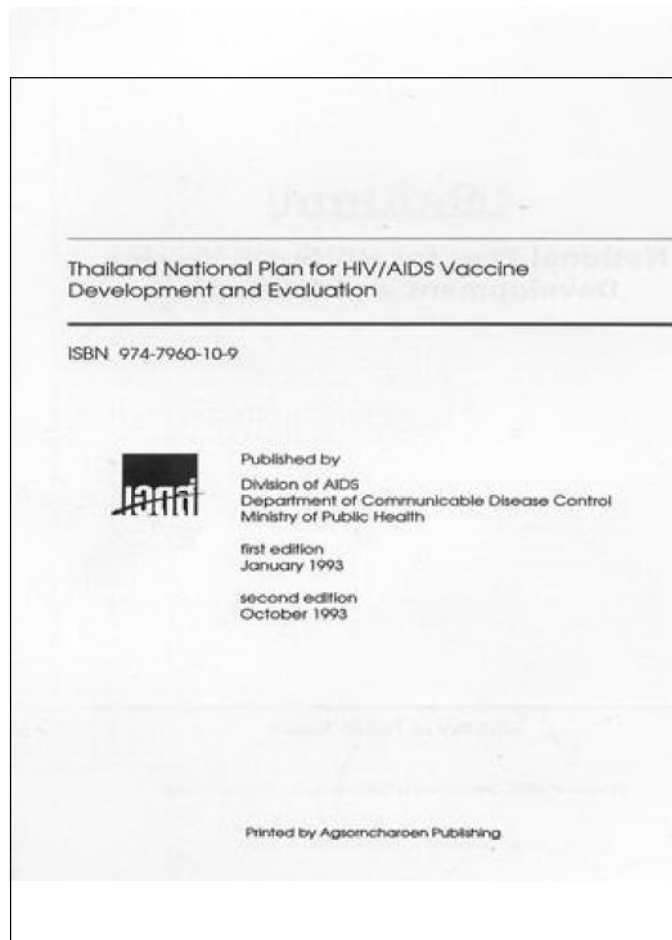 Thailand National Plan for HIV/AIDS Vaccine
Development and Evaluation
ISBN 974-7960-10-9
Published by
Division of AIDS
Department of Communicable Disease Control
Ministry of Public Health
first edition
January 1993
second edition
October 1993
Printed by Agsorncharoen Publishing